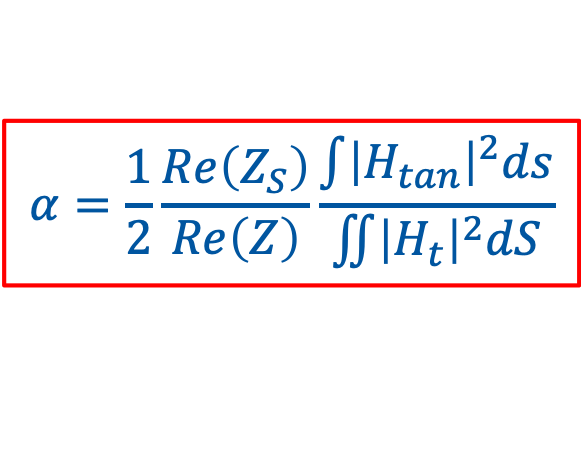 α = 1/2 Re(Z_S)/Re(Z) ∫|H_tan|²ds/∬|H_t|²dS